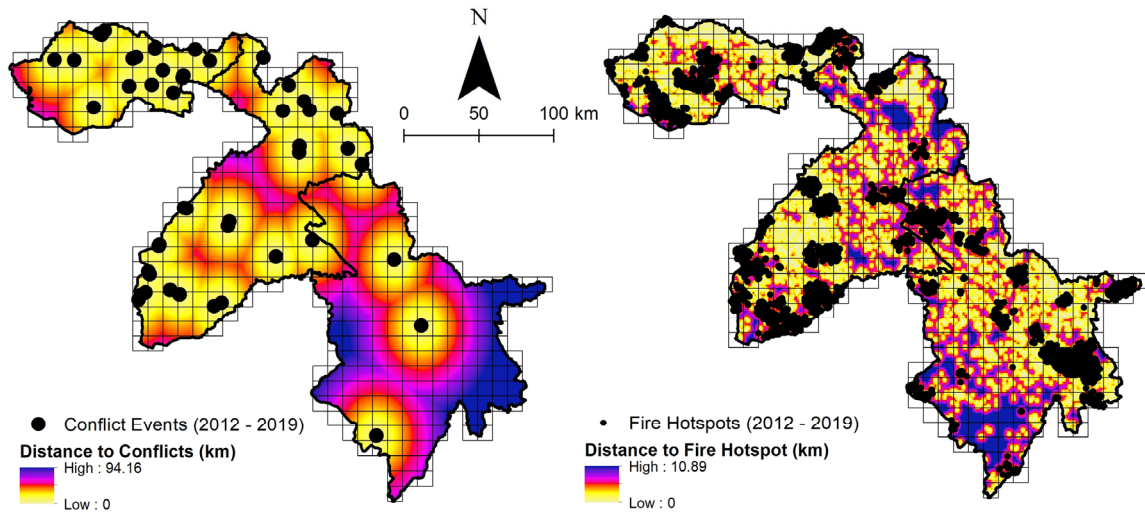 N
0 50 100 km
Conflict Events (2012 - 2019)
Distance to Conflicts (km)
High : 94.16
Low : 0
Fire Hotspots (2012 - 2019)
Distance to Fire Hotspot (km)
High : 10.89
Low : 0